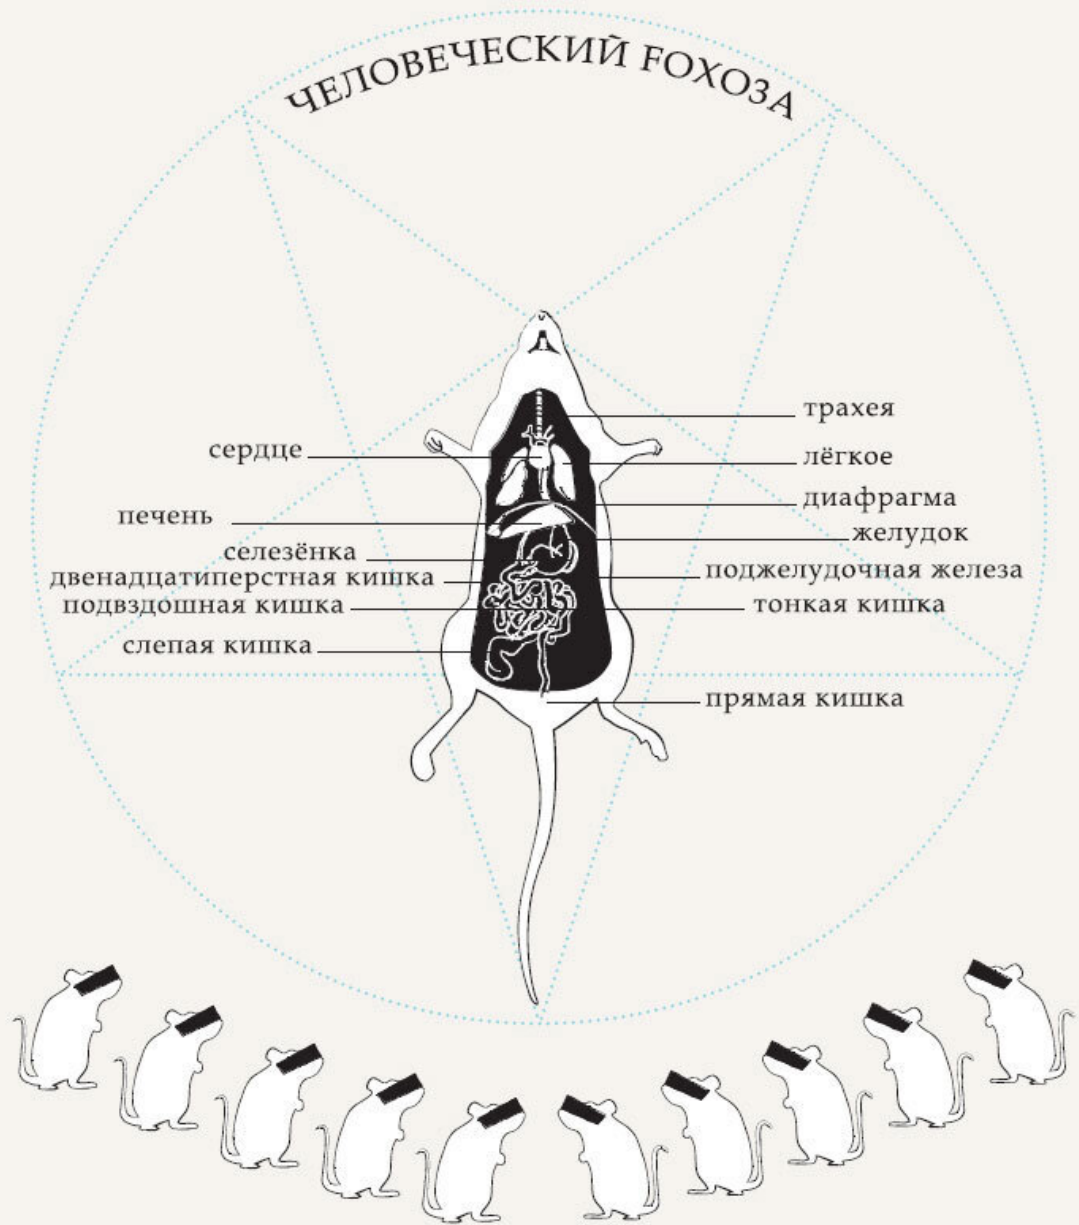 ЧЕЛОВЕЧЕСКИЙ FОХОЗА
трахея
сердце
лёгкое
диафрагма
печень
желудок
селезёнка
поджелудочная железа
двенадцатиперстная кишка
подвздошная кишка
тонкая кишка
слепая кишка
прямая кишка